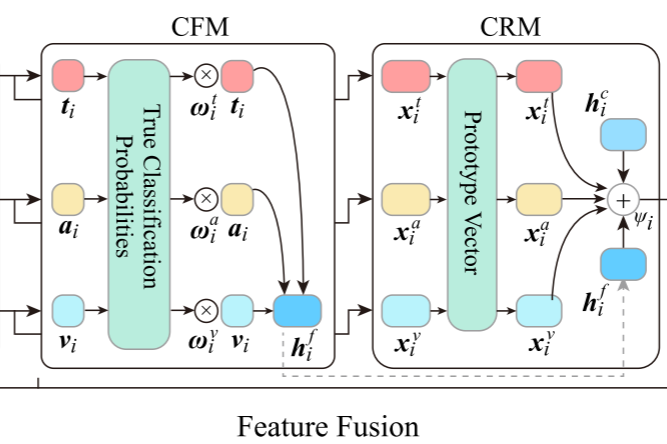 CFM
CRM
t_i
ω_i^t t_i
x_i^t
x_i^t
h_i^c
True Classification
Probabilities
Prototype Vector
a_i
ω_i^a a_i
x_i^a
x_i^a
+
ψ_i
v_i
ω_i^v v_i
h_i^f
x_i^v
x_i^v
h_i^f
Feature Fusion